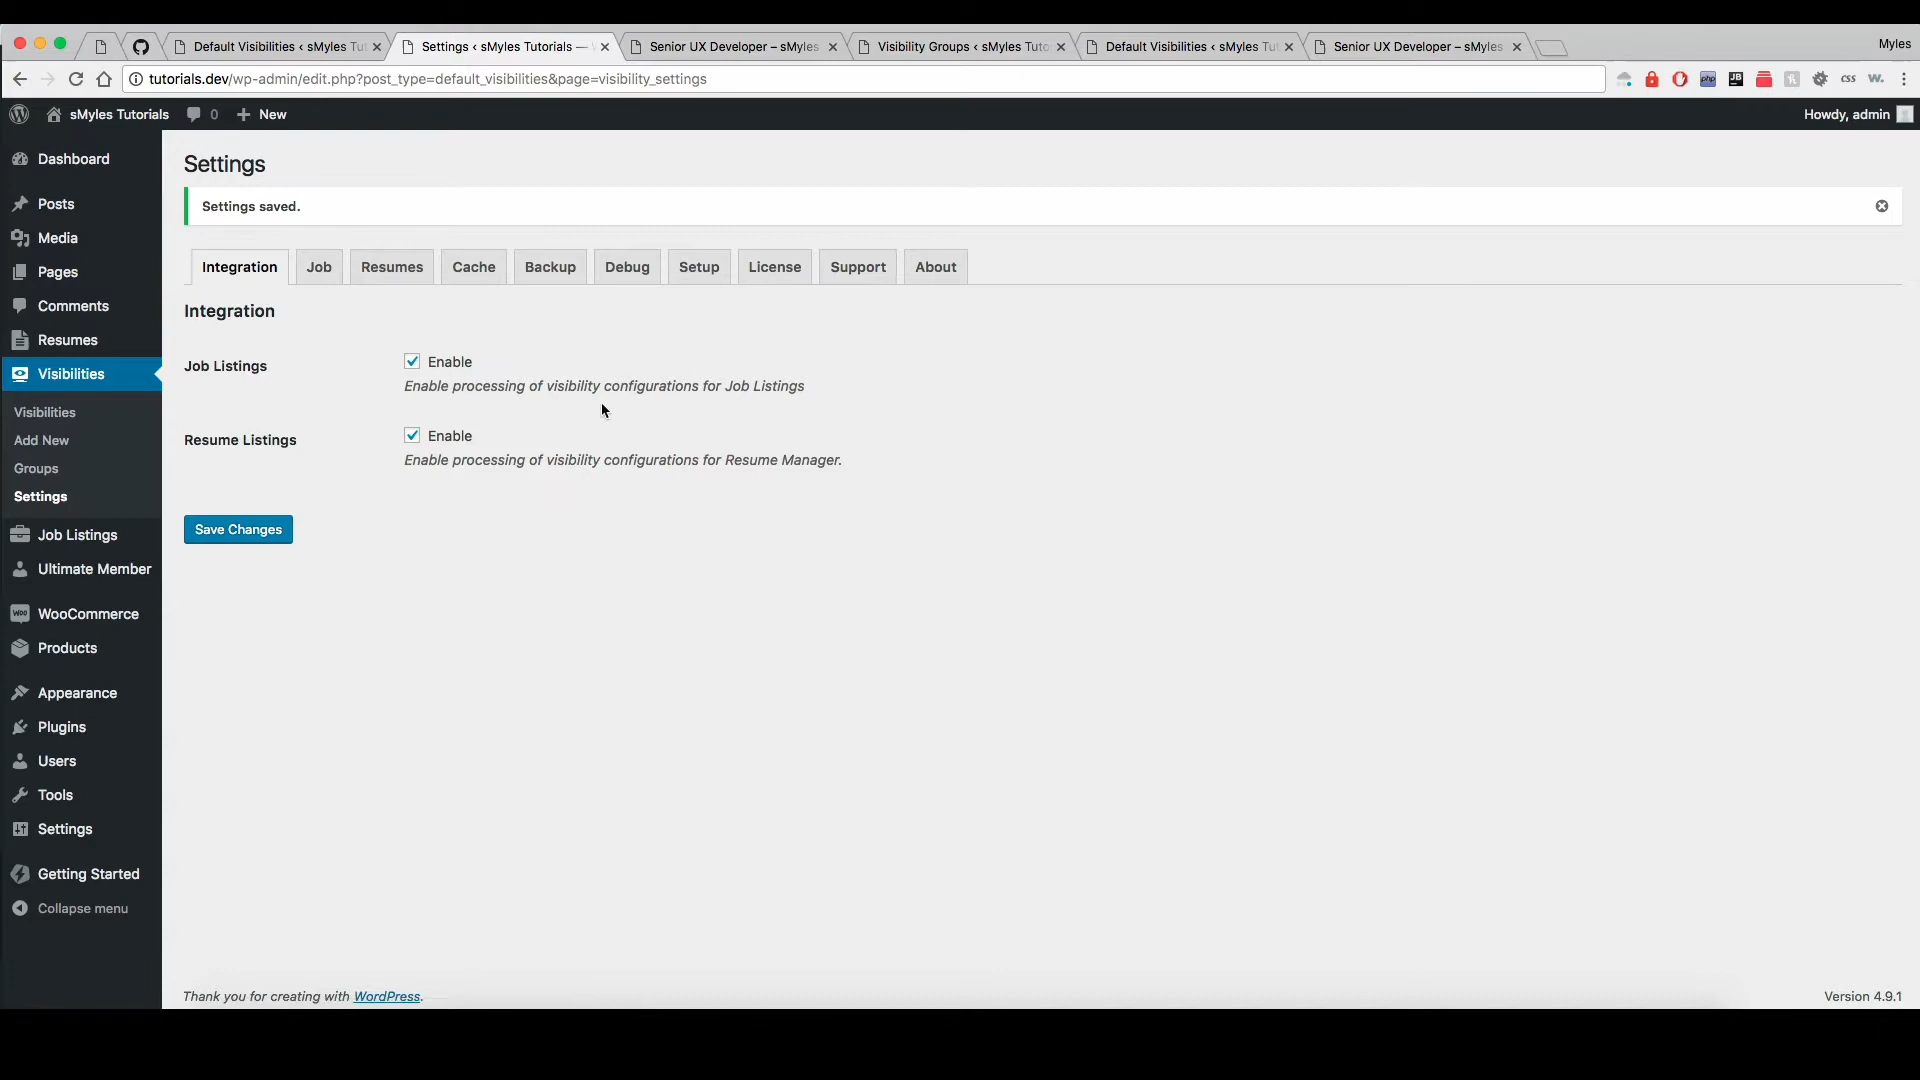 Default Visibilities ‹ sMyles Tut
Settings ‹ sMyles Tutorials —
Senior UX Developer – sMyles
Visibility Groups ‹ sMyles Tuto
Default Visibilities ‹ sMyles Tut
Senior UX Developer – sMyles
Myles
tutorials.dev/wp-admin/edit.php?post_type=default_visibilities&page=visibility_settings
php
JB
css
w.
sMyles Tutorials
0
New
Howdy, admin
Dashboard
Posts
Media
Pages
Comments
Resumes
Visibilities
Visibilities
Add New
Groups
Settings
Job Listings
Ultimate Member
WooCommerce
Products
Appearance
Plugins
Users
Tools
Settings
Getting Started
Collapse menu
Settings
Settings saved.
Integration
Job
Resumes
Cache
Backup
Debug
Setup
License
Support
About
Integration
Job Listings
Enable
Enable processing of visibility configurations for Job Listings
Resume Listings
Enable
Enable processing of visibility configurations for Resume Manager.
Save Changes
Thank you for creating with WordPress.
Version 4.9.1